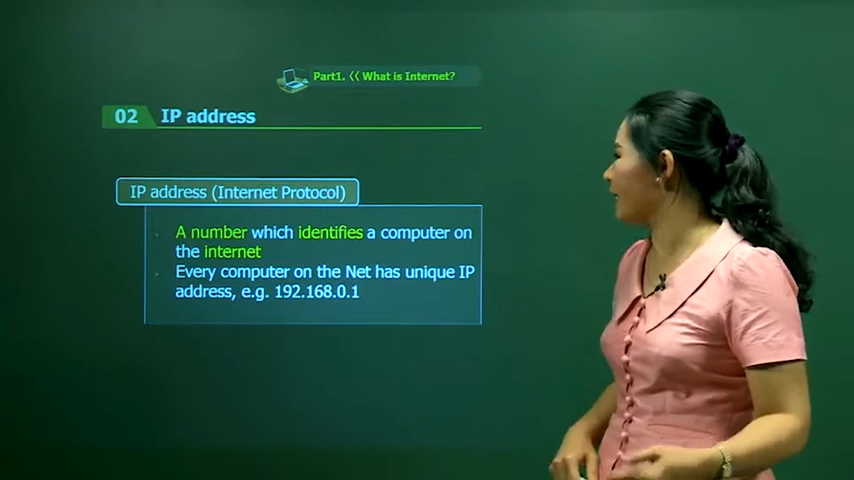 Part1. << What is Internet?
02 IP address
IP address (Internet Protocol)
A number which identifies a computer on
the internet
Every computer on the Net has unique IP
address, e.g. 192.168.0.1